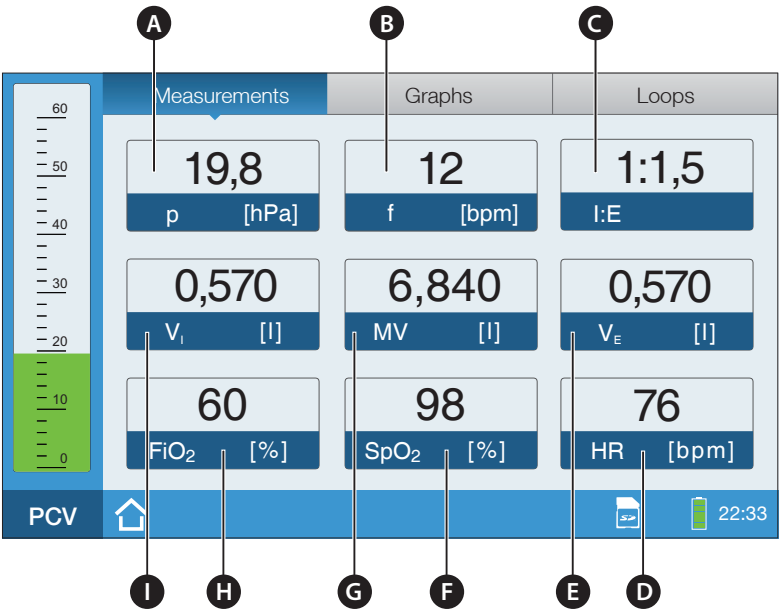 A B C
Measurements Graphs Loops
60
50
40
30
20
10
0
19,8 12 1:1,5
p [hPa] f [bpm] I:E
0,570 6,840 0,570
VI [l] MV [l] VE [l]
60 98 76
FiO2 [%] SpO2 [%] HR [bpm]
PCV SD 22:33
I H G F E D